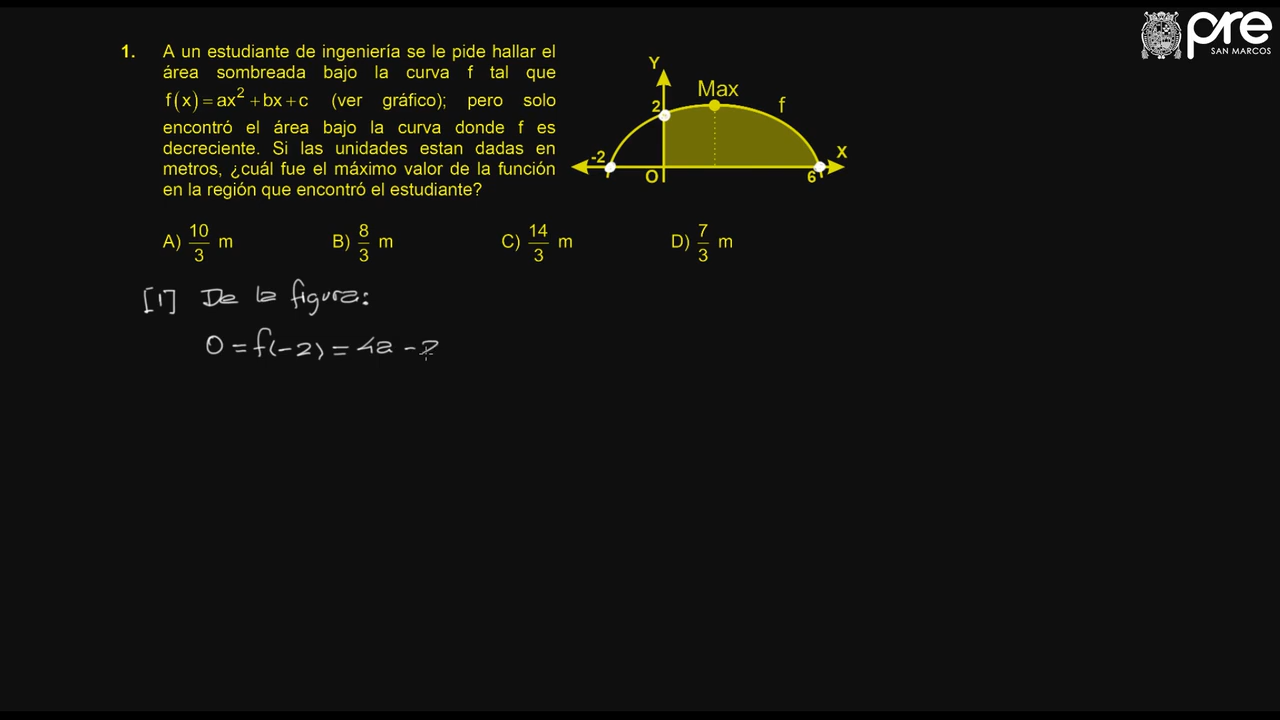 pre
SAN MARCOS
1. A un estudiante de ingeniería se le pide hallar el
área sombreada bajo la curva f tal que
f(x) = ax² + bx + c (ver gráfico); pero solo
encontró el área bajo la curva donde f es
decreciente. Si las unidades estan dadas en
metros, ¿cuál fue el máximo valor de la función
en la región que encontró el estudiante?
Y
Max
2
f
-2
X
O
6
A) 10/3 m B) 8/3 m C) 14/3 m D) 7/3 m
[1] De la figura:
0 = f(-2) = 4a - 2